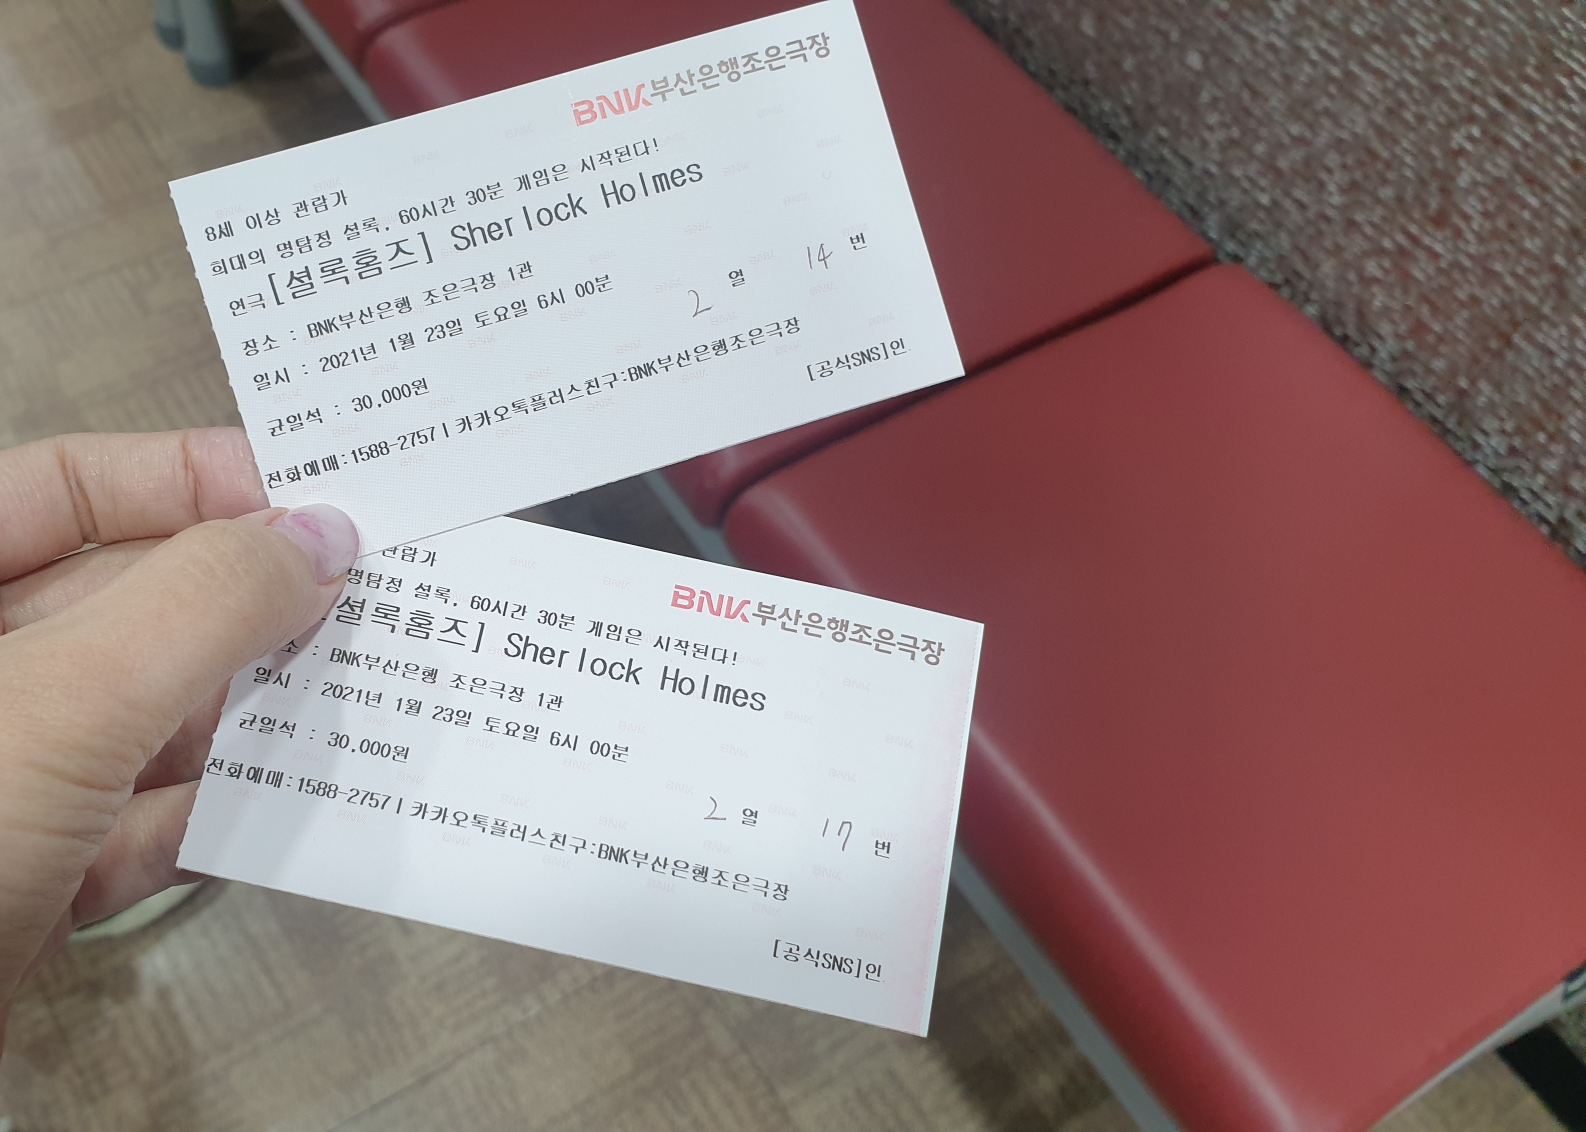 BNK부산은행조은극장
8세 이상 관람가
희대의 명탐정 셜록, 60시간 30분 게임은 시작된다!
연극[셜록홈즈] Sherlock Holmes
장소 : BNK부산은행 조은극장 1관
일시 : 2021년 1월 23일 토요일 6시 00분
균일석 : 30,000원
2 열 14 번
전화예매:1588-2757 | 카카오톡플러스친구:BNK부산은행조은극장
[공식SNS]인
BNK부산은행조은극장
관람가
명탐정 셜록, 60시간 30분 게임은 시작된다!
셜록홈즈] Sherlock Holmes
소 : BNK부산은행 조은극장 1관
일시 : 2021년 1월 23일 토요일 6시 00분
균일석 : 30,000원
2 열 17 번
전화예매:1588-2757 | 카카오톡플러스친구:BNK부산은행조은극장
[공식SNS]인